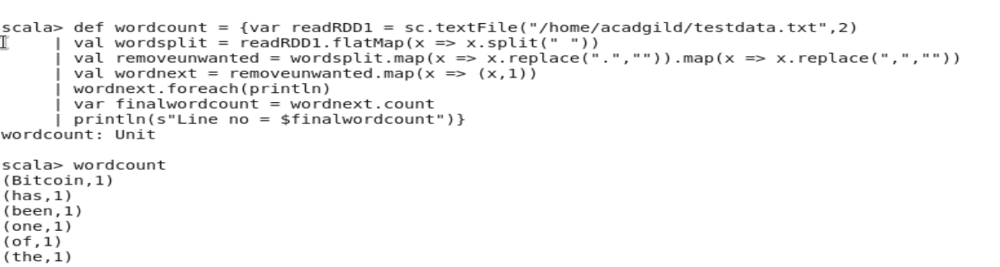 scala> def wordcount = {var readRDD1 = sc.textFile("/home/acadgild/testdata.txt",2)
| val wordsplit = readRDD1.flatMap(x => x.split(" "))
| val removeunwanted = wordsplit.map(x => x.replace(".","")).map(x => x.replace(",",""))
| val wordnext = removeunwanted.map(x => (x,1))
| wordnext.foreach(println)
| var finalwordcount = wordnext.count
| println(s"Line no = $finalwordcount")}
wordcount: Unit
scala> wordcount
(Bitcoin,1)
(has,1)
(been,1)
(one,1)
(of,1)
(the,1)